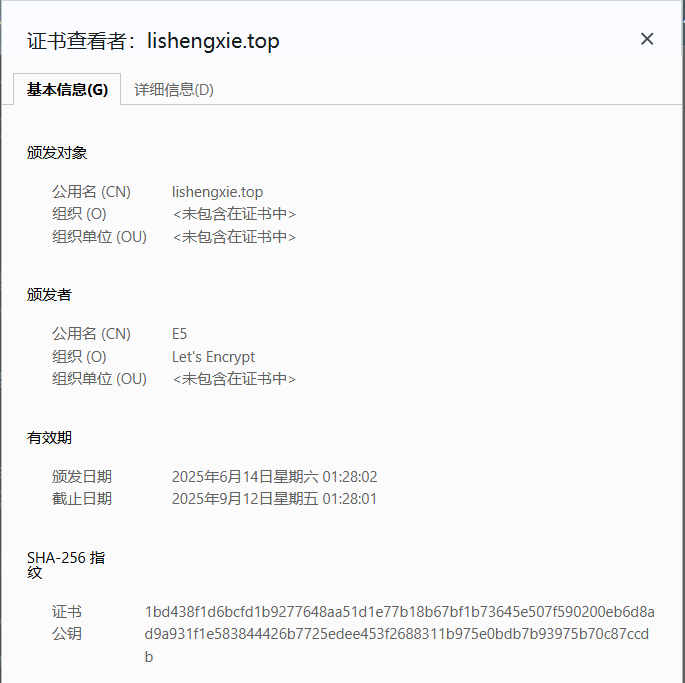 证书查看者：lishengxie.top
基本信息(G) 详细信息(D)
颁发对象
公用名 (CN) lishengxie.top
组织 (O) <未包含在证书中>
组织单位 (OU) <未包含在证书中>
颁发者
公用名 (CN) E5
组织 (O) Let's Encrypt
组织单位 (OU) <未包含在证书中>
有效期
颁发日期 2025年6月14日星期六 01:28:02
截止日期 2025年9月12日星期五 01:28:01
SHA-256 指
纹
证书 1bd438f1d6bcfd1b9277648aa51d1e77b18b67bf1b73645e507f590200eb6d8a
公钥 d9a931f1e583844426b7725edee453f2688311b975e0bdb7b93975b70c87ccd
b